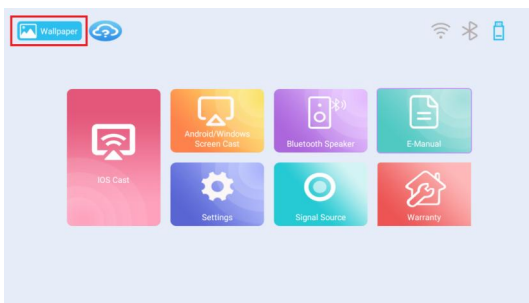 Wallpaper
IOS Cast
Android/Windows
Screen Cast
Bluetooth Speaker
E-Manual
Settings
Signal Source
Warranty